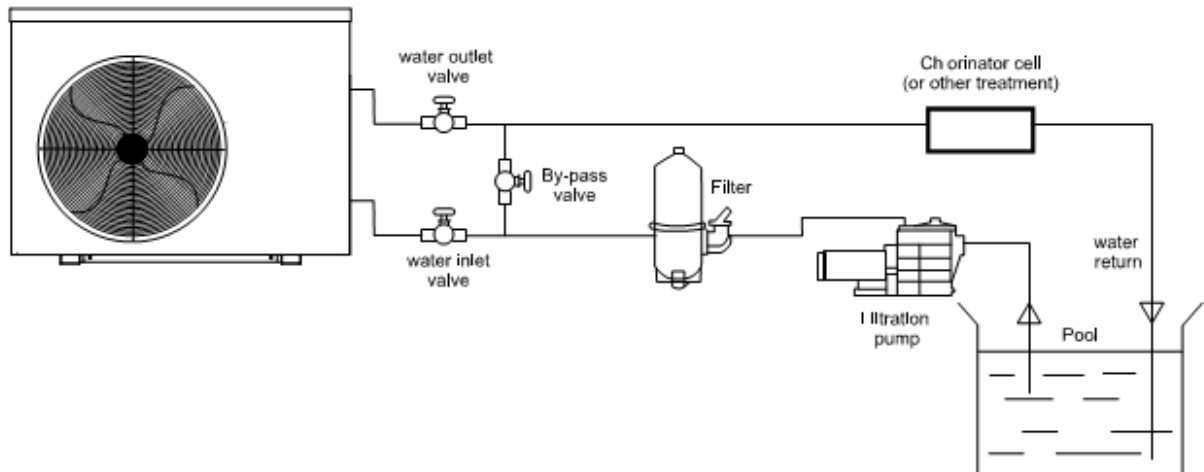 water outlet
valve
Ch orinator cell
(or other treatment)
By-pass
valve
Filter
water inlet
valve
water
return
I iltration
pump
Pool